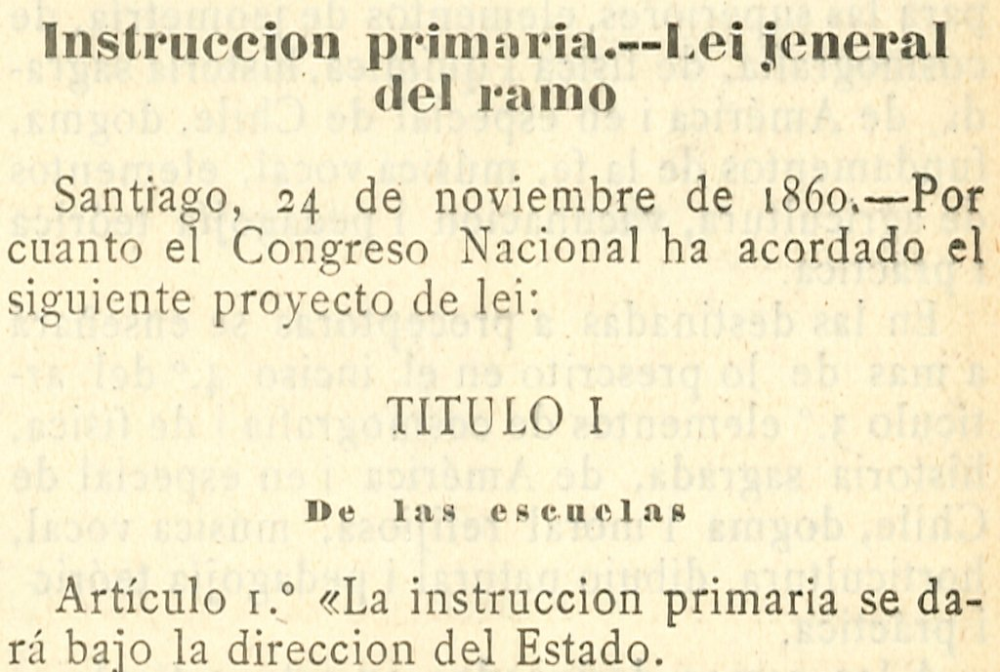 Instruccion primaria.--Lei jeneral
del ramo
Santiago, 24 de noviembre de 1860.—Por
cuanto el Congreso Nacional ha acordado el
siguiente proyecto de lei:
TITULO I
De las escuelas
Artículo 1.° «La instruccion primaria se da-
rá bajo la direccion del Estado.